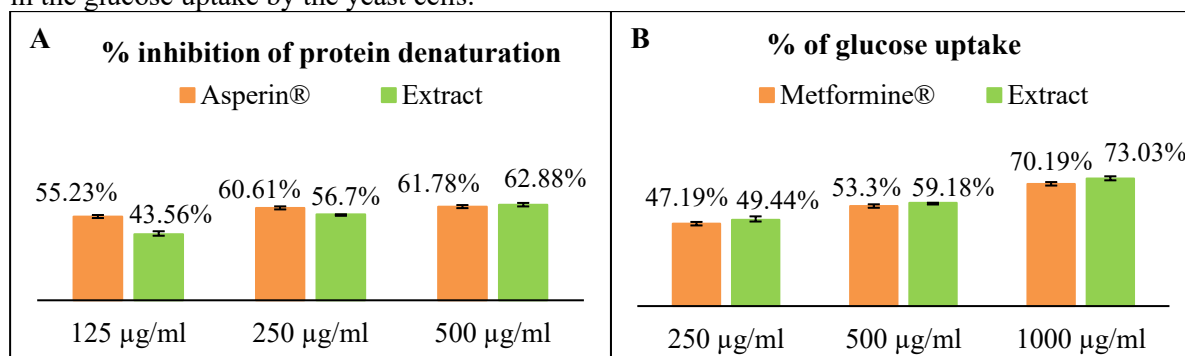 in the glucose uptake by the yeast cells.
A % inhibition of protein denaturation
Asperin® Extract
55.23% 43.56% 60.61% 56.7% 61.78% 62.88%
125 µg/ml 250 µg/ml 500 µg/ml
B % of glucose uptake
Metformine® Extract
47.19% 49.44% 53.3% 59.18% 70.19% 73.03%
250 µg/ml 500 µg/ml 1000 µg/ml